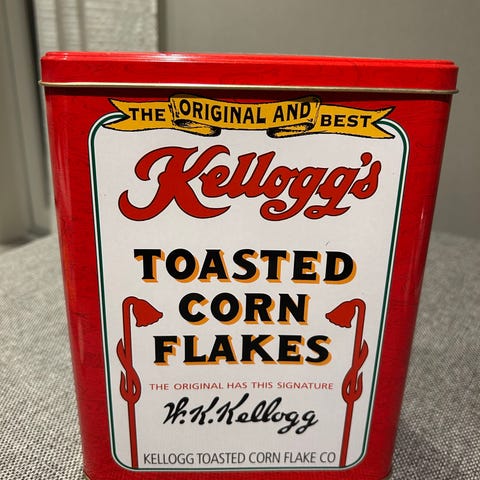 THE ORIGINAL AND BEST
Kellogg's
TOASTED
CORN
FLAKES
THE ORIGINAL HAS THIS SIGNATURE
W.K.Kellogg
KELLOGG TOASTED CORN FLAKE CO